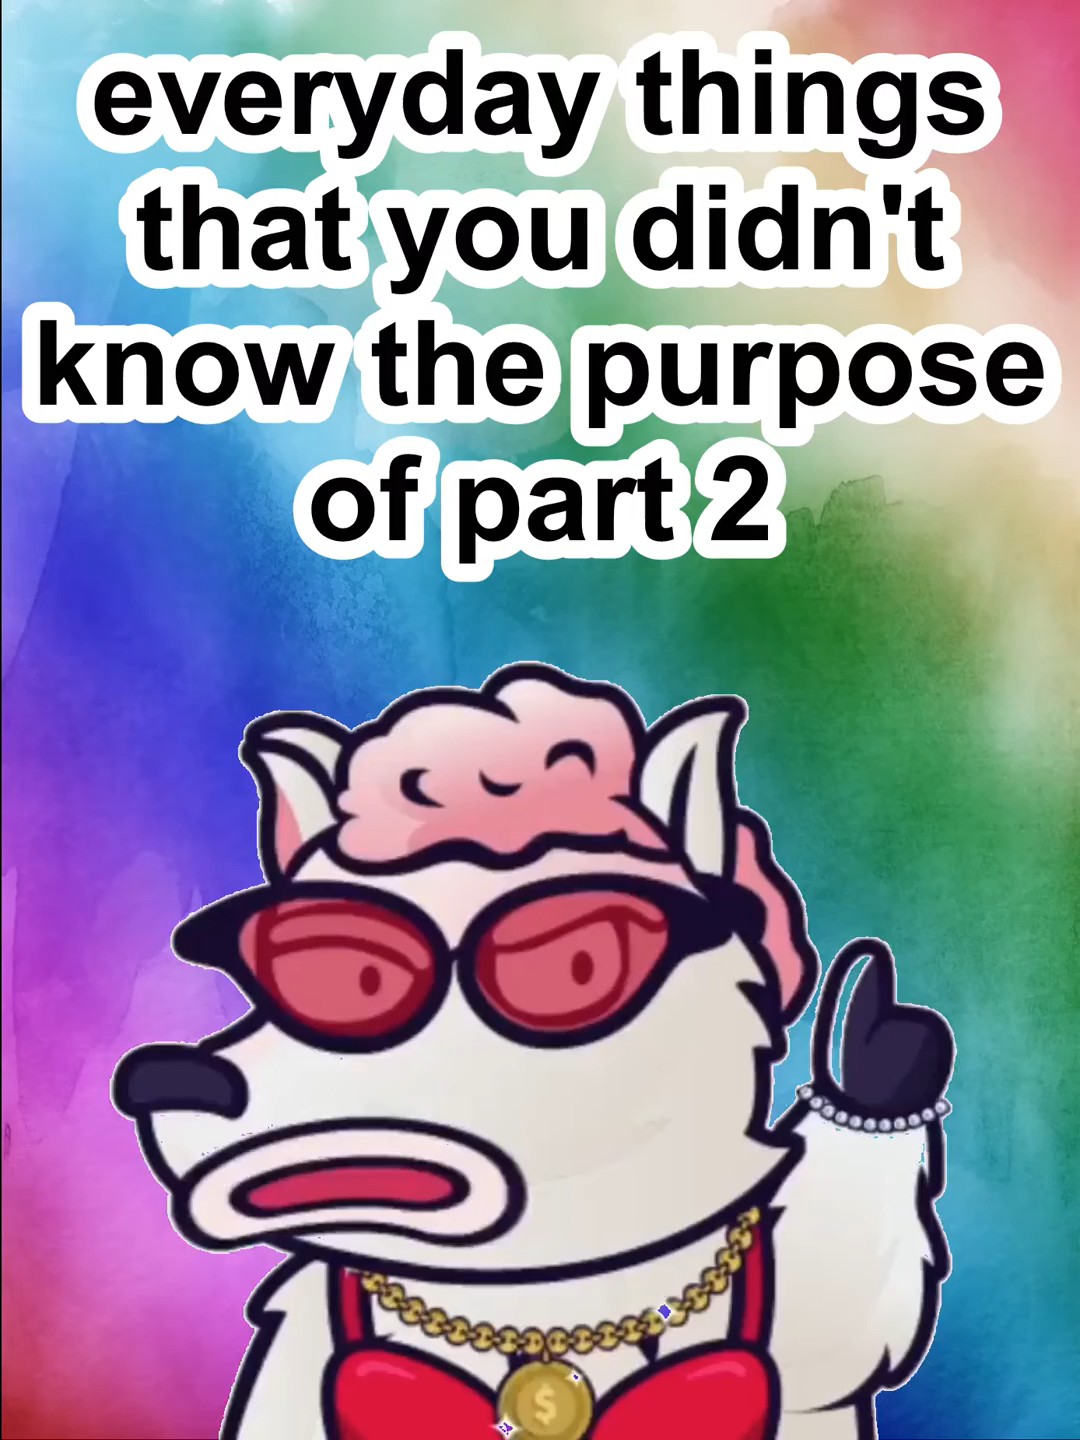 everyday things
that you didn't
know the purpose
of part 2
$